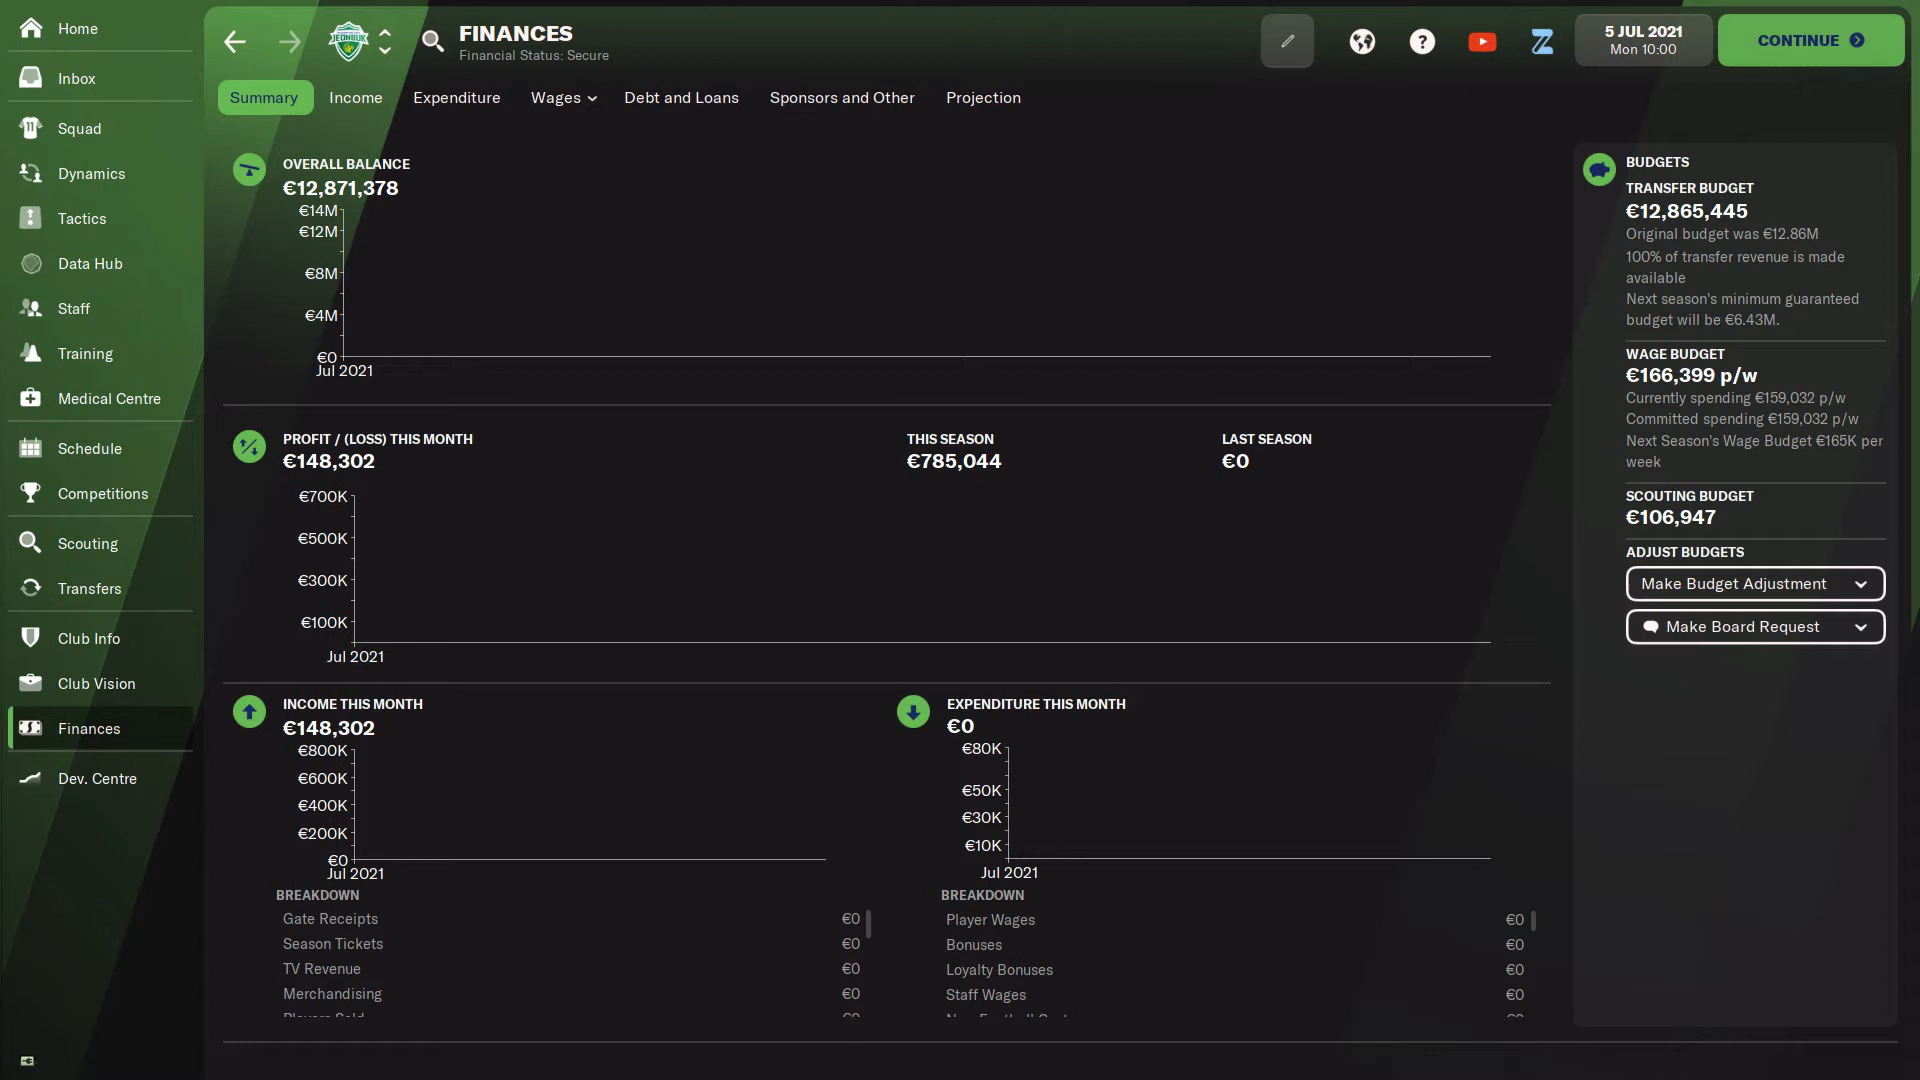 Home
Inbox
Squad
Dynamics
Tactics
Data Hub
Staff
Training
Medical Centre
Schedule
Competitions
Scouting
Transfers
Club Info
Club Vision
Finances
Dev. Centre
JEONBUK
FINANCES
Financial Status: Secure
5 JUL 2021
Mon 10:00
CONTINUE
Summary
Income
Expenditure
Wages
Debt and Loans
Sponsors and Other
Projection
OVERALL BALANCE
€12,871,378
€14M
€12M
€8M
€4M
€0
Jul 2021
PROFIT / (LOSS) THIS MONTH
€148,302
THIS SEASON
€785,044
LAST SEASON
€0
€700K
€500K
€300K
€100K
Jul 2021
INCOME THIS MONTH
€148,302
€800K
€600K
€400K
€200K
€0
Jul 2021
BREAKDOWN
Gate Receipts €0
Season Tickets €0
TV Revenue €0
Merchandising €0
EXPENDITURE THIS MONTH
€0
€80K
€50K
€30K
€10K
Jul 2021
BREAKDOWN
Player Wages €0
Bonuses €0
Loyalty Bonuses €0
Staff Wages €0
BUDGETS
TRANSFER BUDGET
€12,865,445
Original budget was €12.86M
100% of transfer revenue is made
available
Next season's minimum guaranteed
budget will be €6.43M.
WAGE BUDGET
€166,399 p/w
Currently spending €159,032 p/w
Committed spending €159,032 p/w
Next Season's Wage Budget €165K per
week
SCOUTING BUDGET
€106,947
ADJUST BUDGETS
Make Budget Adjustment
Make Board Request